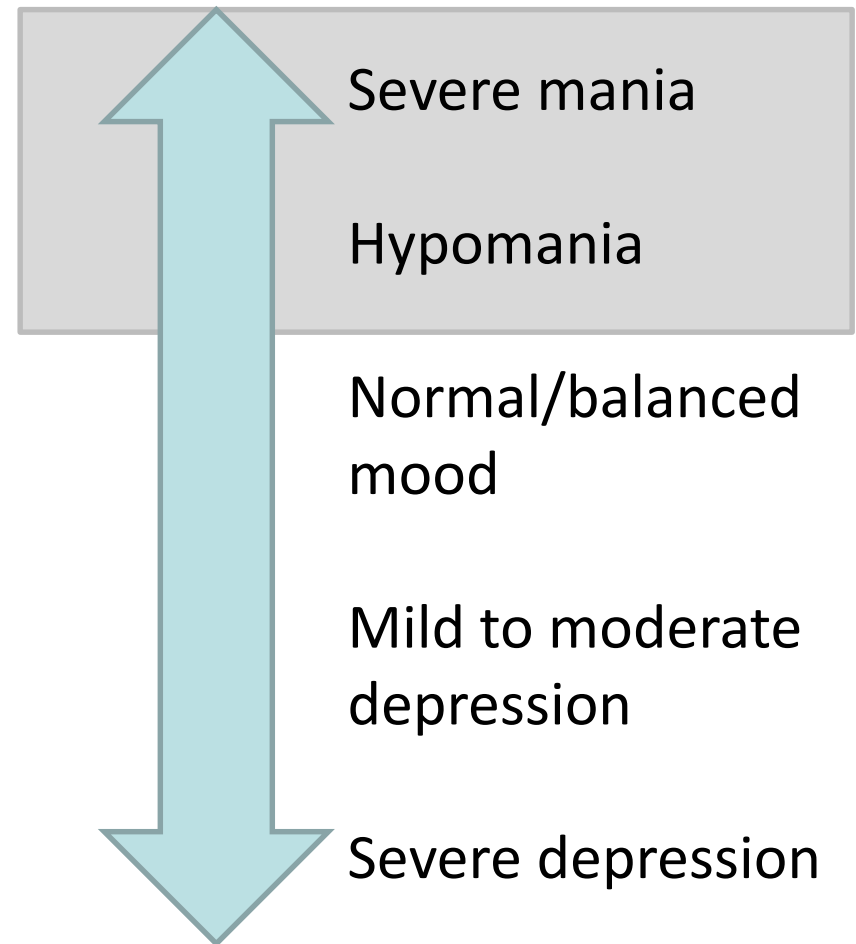 Severe mania
Hypomania
Normal/balanced
mood
Mild to moderate
depression
Severe depression